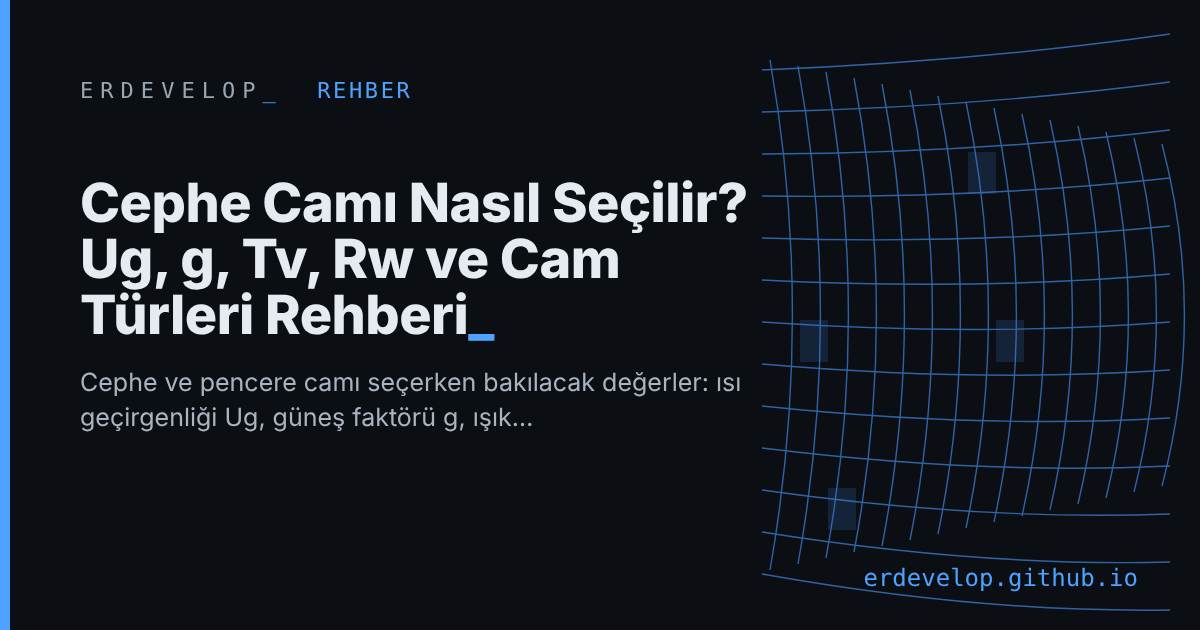 ERDEVELOP_ REHBER
Cephe Camı Nasıl Seçilir?
Ug, g, Tv, Rw ve Cam
Türleri Rehberi_
Cephe ve pencere camı seçerken bakılacak değerler: ısı
geçirgenliği Ug, güneş faktörü g, ışık...
erdevelop.github.io